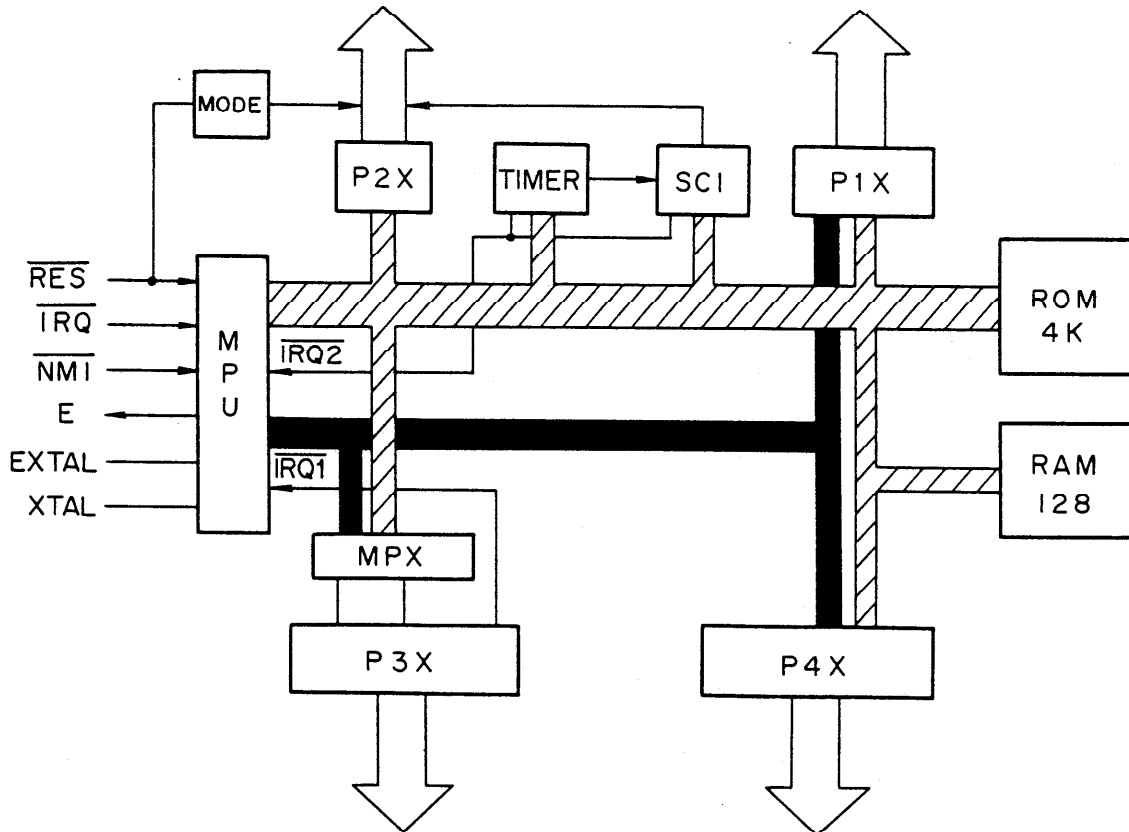 MODE
P2X
TIMER
SCI
P1X
RES
IRQ
NMI
E
EXTAL
XTAL
MPU
IRQ2
IRQ1
ROM
4K
RAM
128
MPX
P3X
P4X